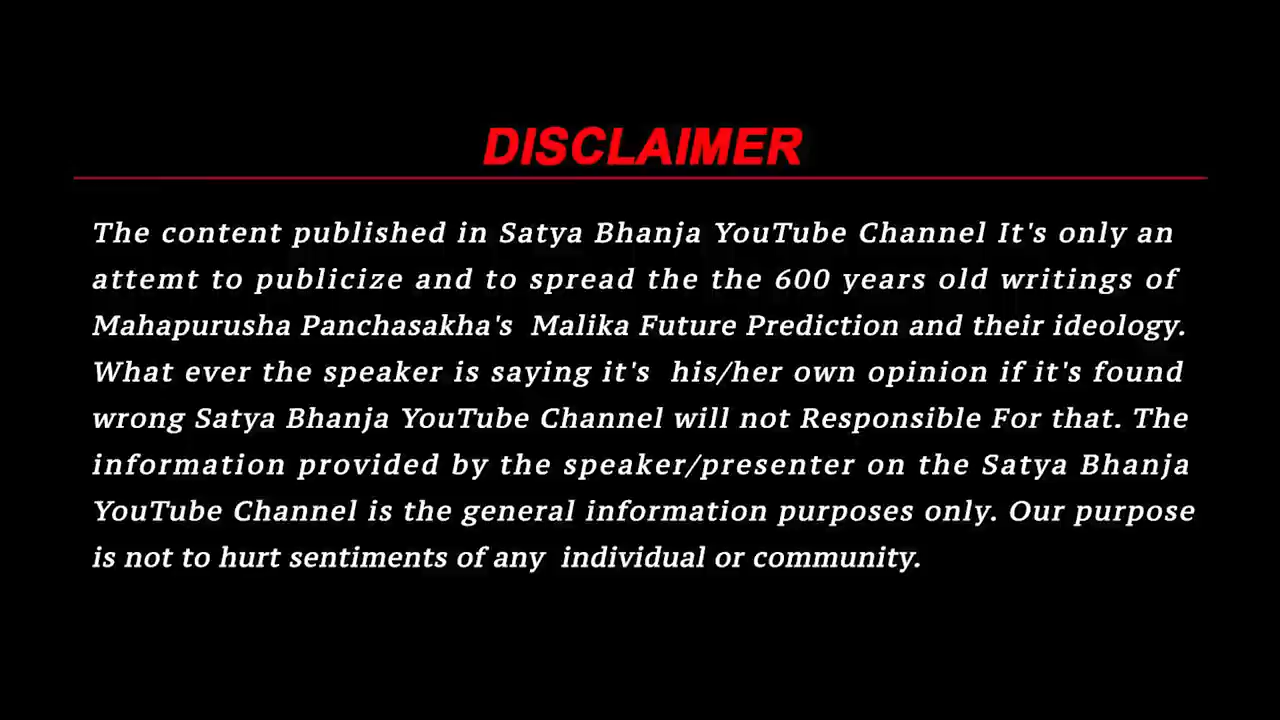 DISCLAIMER
The content published in Satya Bhanja YouTube Channel It's only an
attemt to publicize and to spread the the 600 years old writings of
Mahapurusha Panchasakha's Malika Future Prediction and their ideology.
What ever the speaker is saying it's his/her own opinion if it's found
wrong Satya Bhanja YouTube Channel will not Responsible For that. The
information provided by the speaker/presenter on the Satya Bhanja
YouTube Channel is the general information purposes only. Our purpose
is not to hurt sentiments of any individual or community.